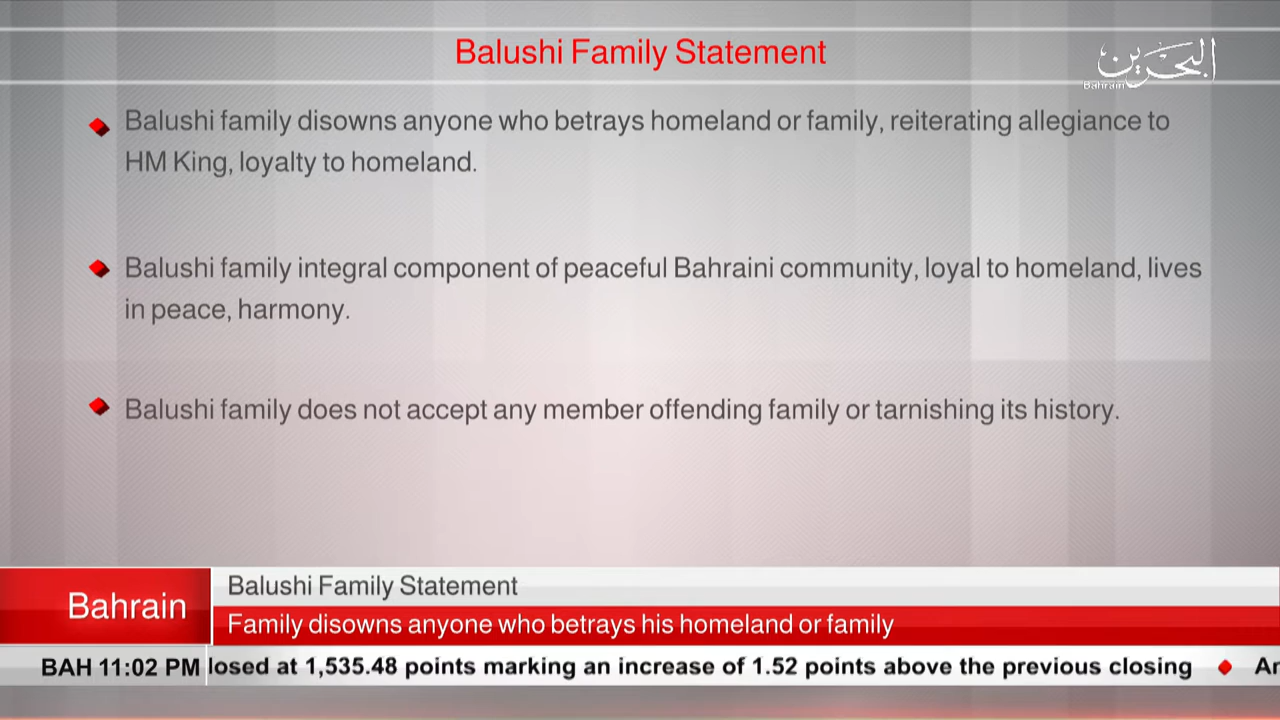 Balushi Family Statement
البحرين
Bahrain
Balushi family disowns anyone who betrays homeland or family, reiterating allegiance to
HM King, loyalty to homeland.
Balushi family integral component of peaceful Bahraini community, loyal to homeland, lives
in peace, harmony.
Balushi family does not accept any member offending family or tarnishing its history.
Bahrain
Balushi Family Statement
Family disowns anyone who betrays his homeland or family
BAH 11:02 PM losed at 1,535.48 points marking an increase of 1.52 points above the previous closing